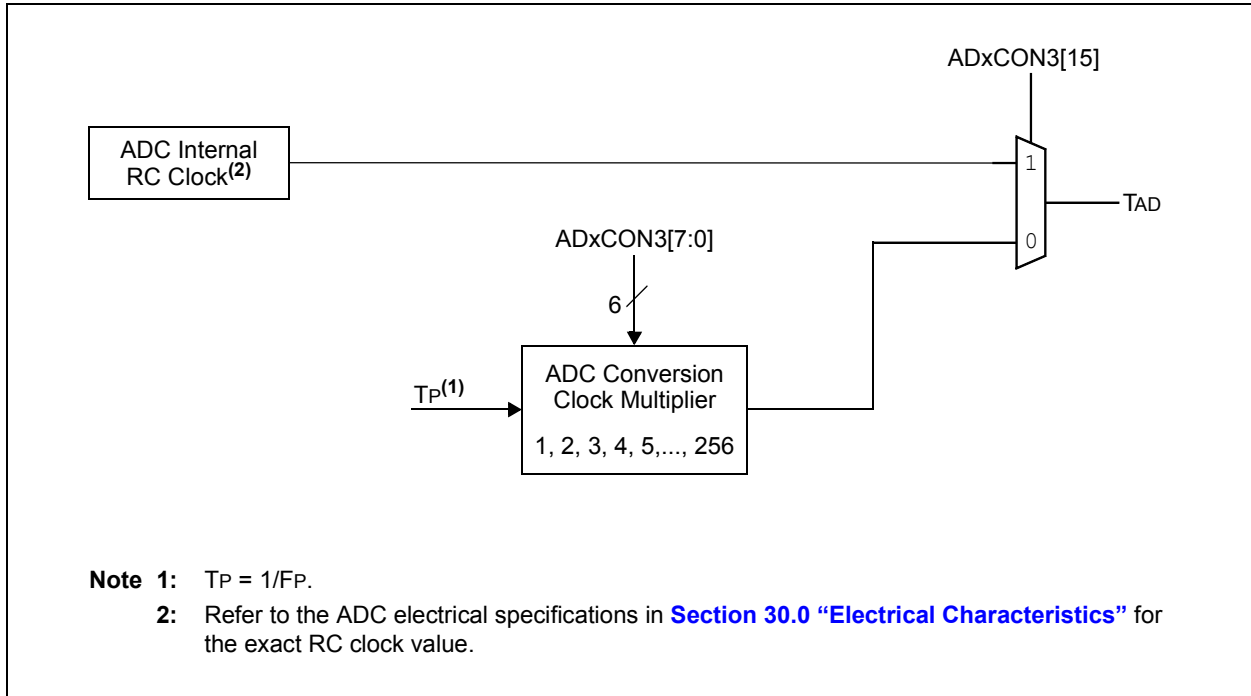 ADxCON3[15]
ADC Internal
RC Clock(2)
1
TAD
ADxCON3[7:0]
0
6
TP(1)
ADC Conversion
Clock Multiplier
1, 2, 3, 4, 5,..., 256
Note 1: TP = 1/FP.
2: Refer to the ADC electrical specifications in Section 30.0 “Electrical Characteristics” for
the exact RC clock value.